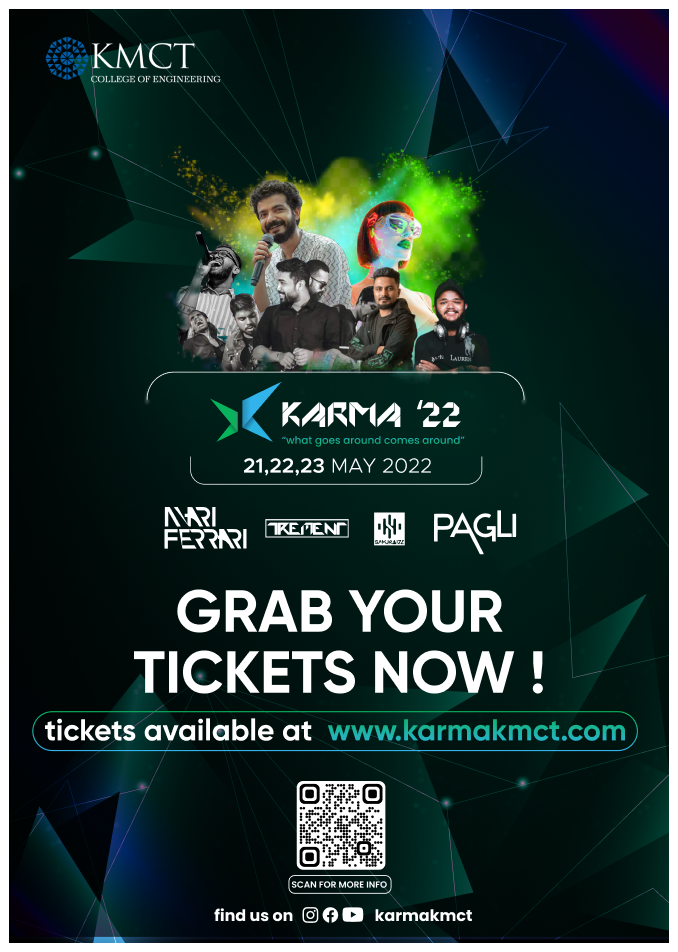 KMCT
COLLEGE OF ENGINEERING
KARMA '22
“what goes around comes around”
21,22,23 MAY 2022
MARI
FERRARI
TREMENT
SAMURAIZZ
PAGLI
GRAB YOUR
TICKETS NOW !
tickets available at www.karmakmct.com
SCAN FOR MORE INFO
find us on karmakmct